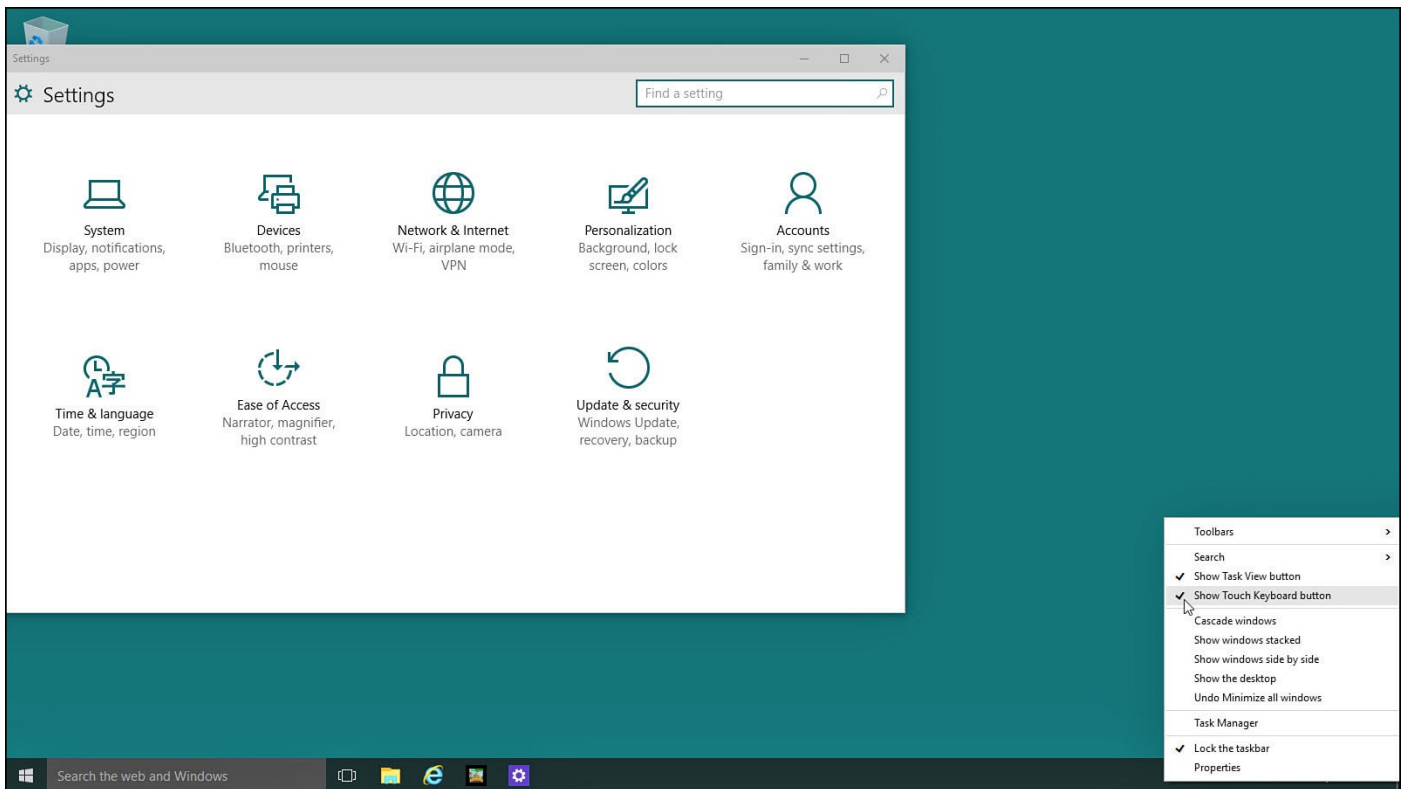 Settings
Settings
Find a setting
System
Display, notifications,
apps, power
Devices
Bluetooth, printers,
mouse
Network & Internet
Wi-Fi, airplane mode,
VPN
Personalization
Background, lock
screen, colors
Accounts
Sign-in, sync settings,
family & work
Time & language
Date, time, region
Ease of Access
Narrator, magnifier,
high contrast
Privacy
Location, camera
Update & security
Windows Update,
recovery, backup
Toolbars
Search
Show Task View button
Show Touch Keyboard button
Cascade windows
Show windows stacked
Show windows side by side
Show the desktop
Undo Minimize all windows
Task Manager
Lock the taskbar
Properties
Search the web and Windows